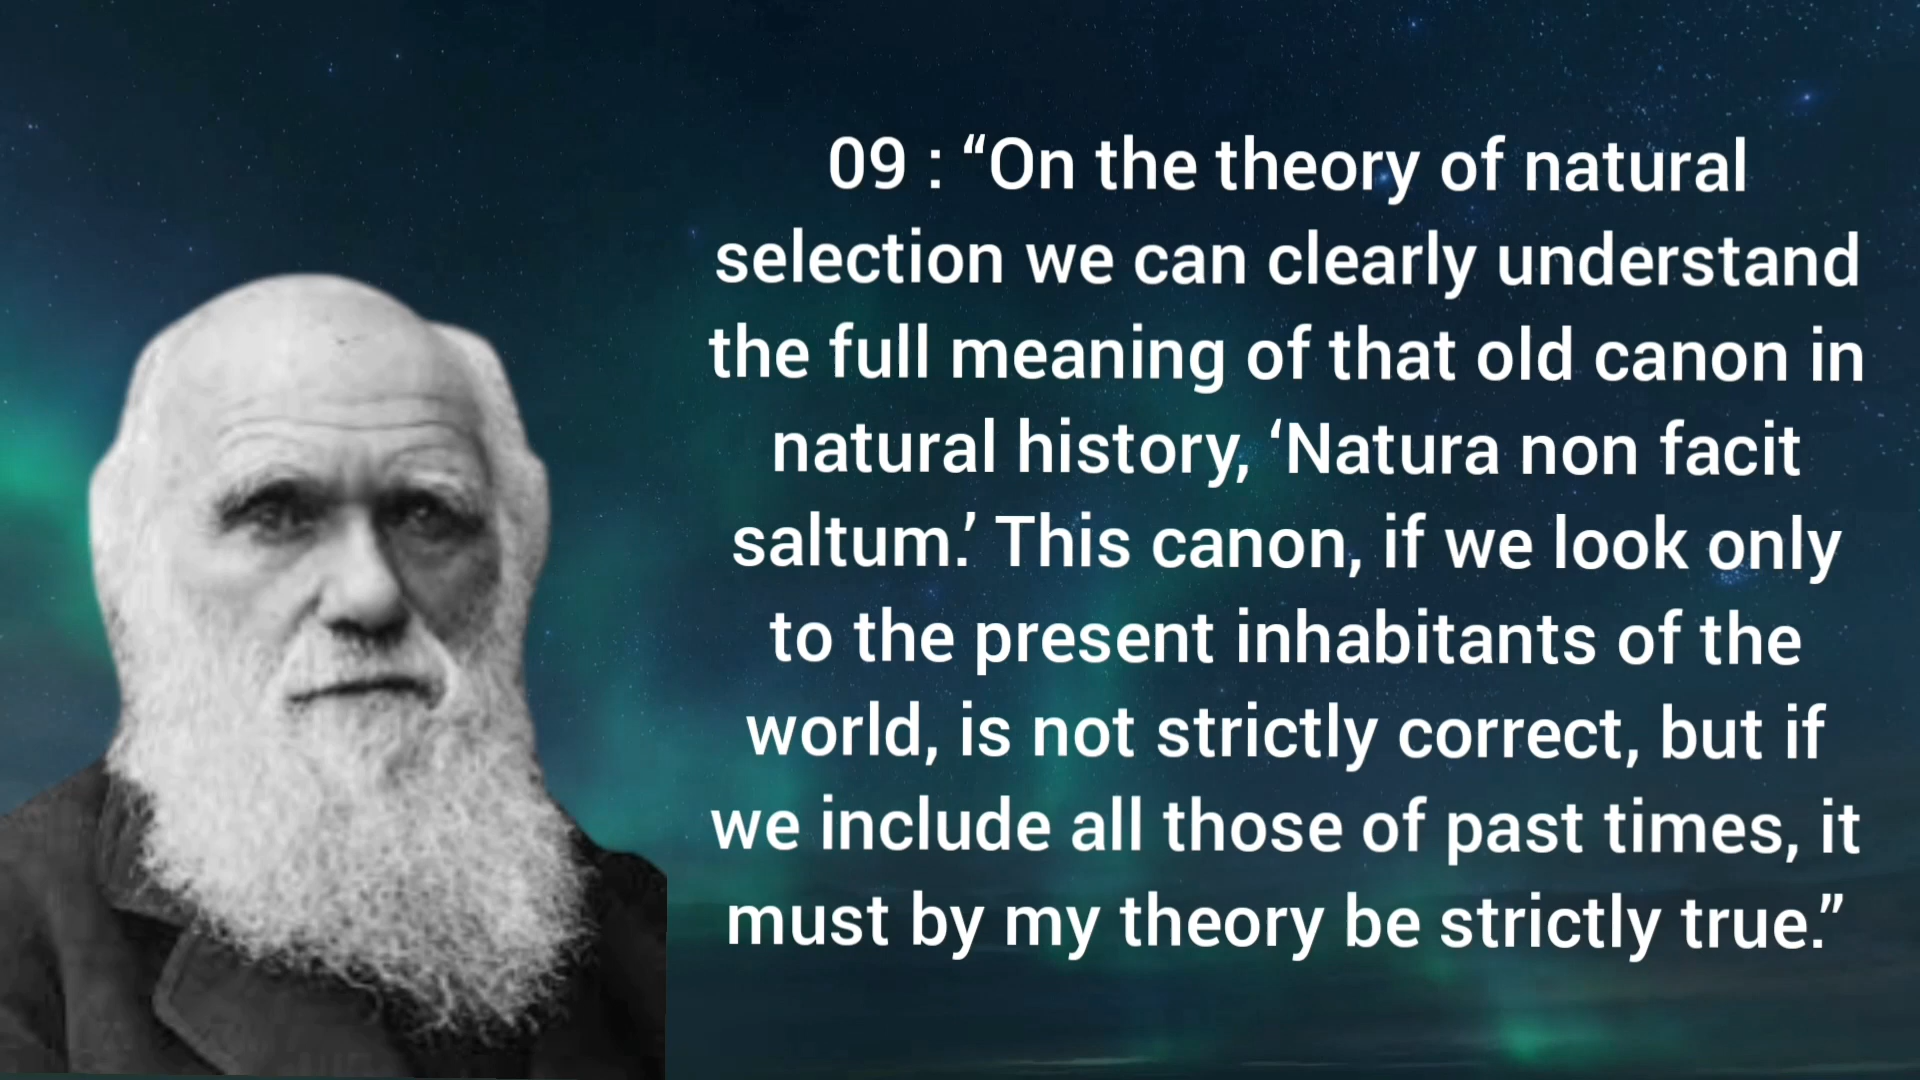 09 : “On the theory of natural
selection we can clearly understand
the full meaning of that old canon in
natural history, ‘Natura non facit
saltum.’ This canon, if we look only
to the present inhabitants of the
world, is not strictly correct, but if
we include all those of past times, it
must by my theory be strictly true.”